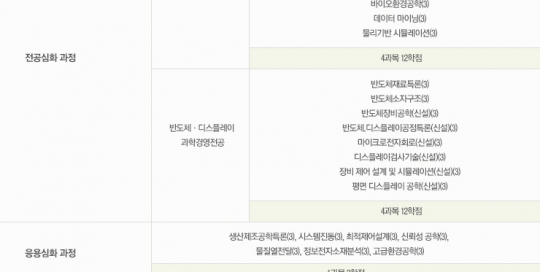 바이오환경공학(3)
데이터 마이닝(3)
물리기반 시뮬레이션(3)
4과목 12학점
전공심화 과정
반도체 · 디스플레이
과학경영전공
반도체재료특론(3)
반도체소자구조(3)
반도체장비공학(신설)(3)
반도체.디스플레이공정특론(신설)(3)
마이크로전자회로(신설)(3)
디스플레이검사기술(신설)(3)
장비 제어 설계 및 시뮬레이션(신설)(3)
평면 디스플레이 공학(신설)(3)
4과목 12학점
응용심화 과정
생산제조공학특론(3), 시스템진동(3), 최적제어설계(3), 신뢰성 공학(3),
물질열전달(3), 정보전자소재분석(3), 고급환경공학(3)